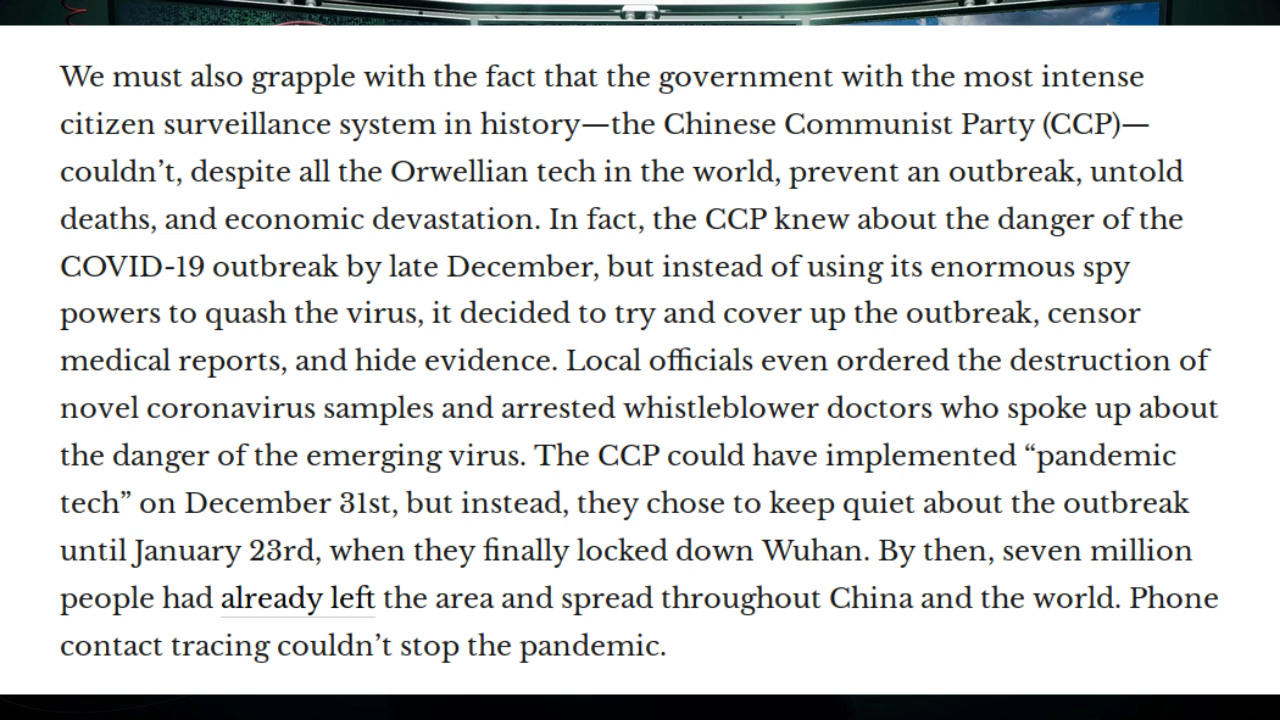 We must also grapple with the fact that the government with the most intense
citizen surveillance system in history—the Chinese Communist Party (CCP)—
couldn’t, despite all the Orwellian tech in the world, prevent an outbreak, untold
deaths, and economic devastation. In fact, the CCP knew about the danger of the
COVID-19 outbreak by late December, but instead of using its enormous spy
powers to quash the virus, it decided to try and cover up the outbreak, censor
medical reports, and hide evidence. Local officials even ordered the destruction of
novel coronavirus samples and arrested whistleblower doctors who spoke up about
the danger of the emerging virus. The CCP could have implemented “pandemic
tech” on December 31st, but instead, they chose to keep quiet about the outbreak
until January 23rd, when they finally locked down Wuhan. By then, seven million
people had already left the area and spread throughout China and the world. Phone
contact tracing couldn’t stop the pandemic.